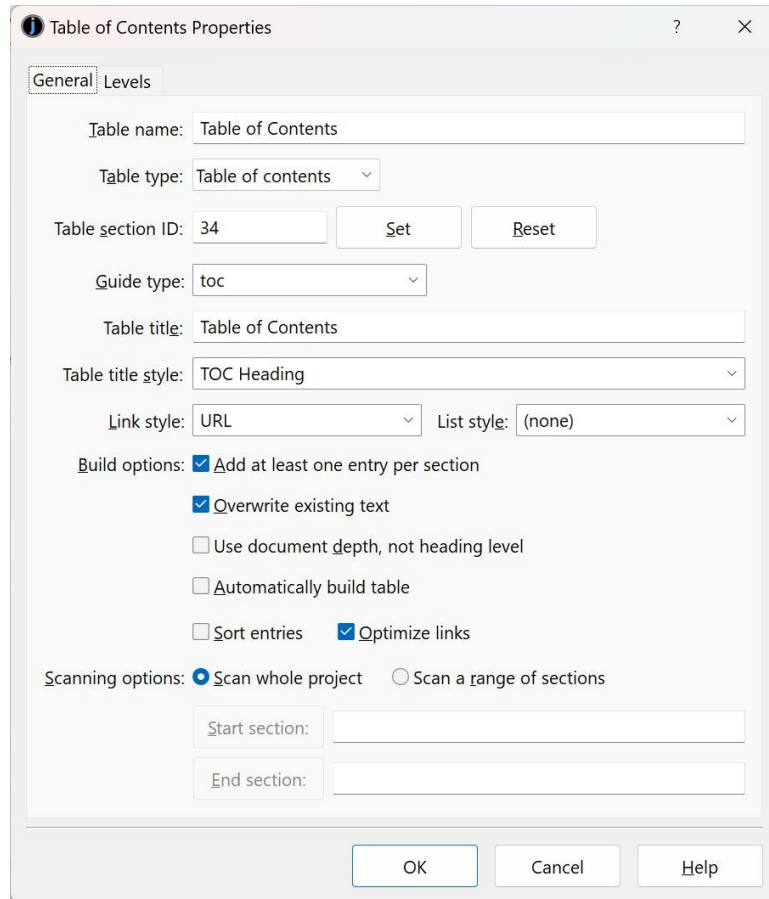 Table of Contents Properties ?
General Levels
Table name: Table of Contents
Table type: Table of contents
Table section ID: 34 Set Reset
Guide type: toc
Table title: Table of Contents
Table title style: TOC Heading
Link style: URL List style: (none)
Build options: Add at least one entry per section
Overwrite existing text
Use document depth, not heading level
Automatically build table
Sort entries Optimize links
Scanning options: Scan whole project Scan a range of sections
Start section:
End section:
OK Cancel Help